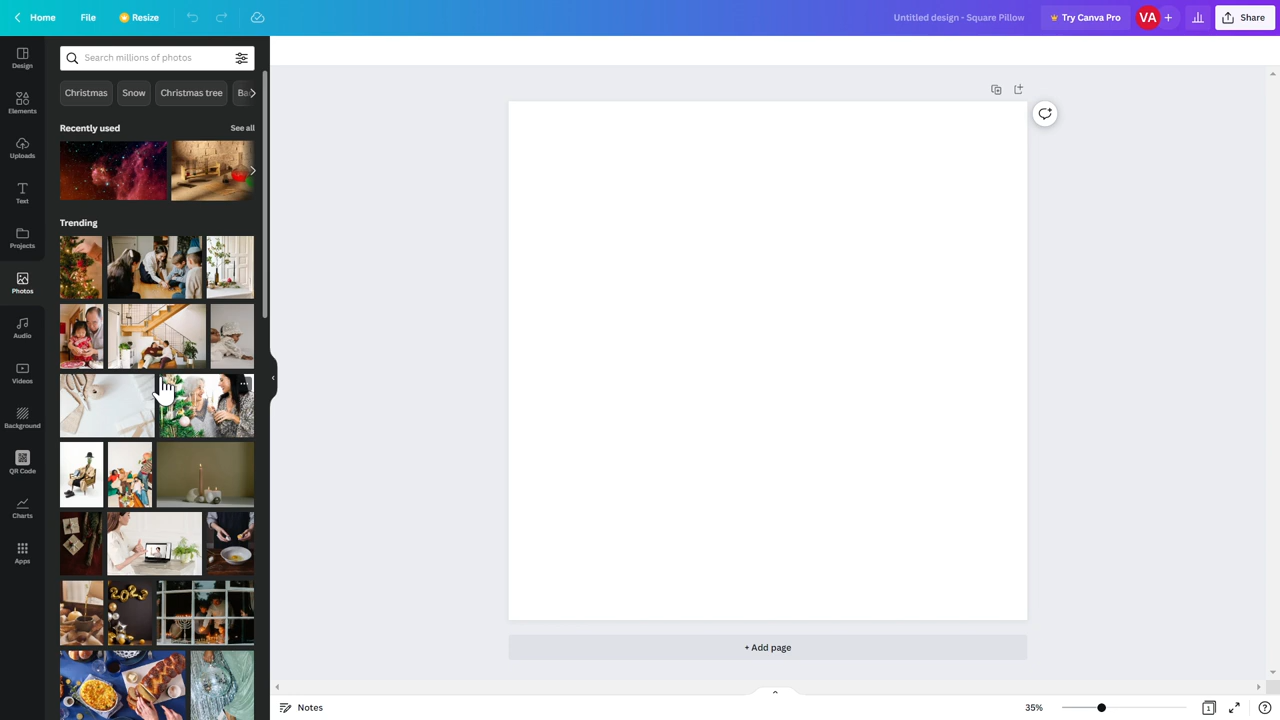 Home
File
Resize
Untitled design - Square Pillow
Try Canva Pro
VA
Share
Design
Elements
Uploads
Text
Projects
Photos
Audio
Videos
Background
QR Code
Charts
Apps
Search millions of photos
Christmas
Snow
Christmas tree
Recently used
See all
Trending
2023
+ Add page
Notes
35%
1